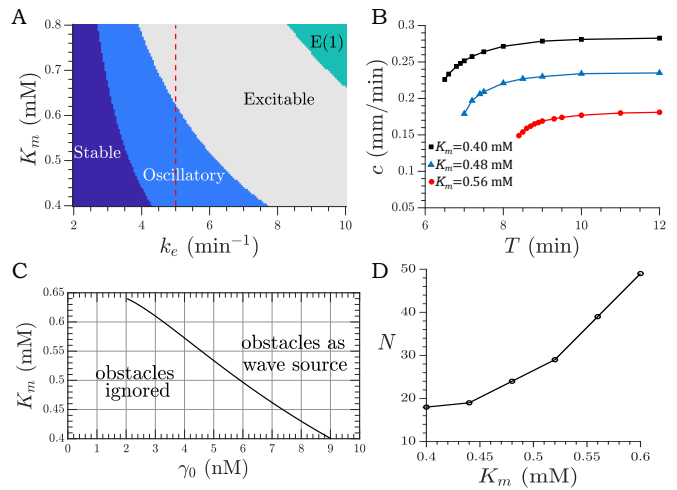 A
0.8
0.7
0.6
0.5
0.4
K_m (mM)
Stable
Oscillatory
Excitable
E(1)
2
4
6
8
10
k_e (min⁻¹)
B
0.35
0.3
0.25
0.2
0.15
0.1
0.05
c (mm/min)
K_m=0.40 mM
K_m=0.48 mM
K_m=0.56 mM
6
8
10
12
T (min)
C
0.65
0.6
0.55
0.5
0.45
0.4
K_m (mM)
obstacles as
wave source
obstacles
ignored
0 1 2 3 4 5 6 7 8 9 10
γ₀ (nM)
D
50
40
30
20
10
N
0.4
0.45
0.5
0.55
0.6
K_m (mM)